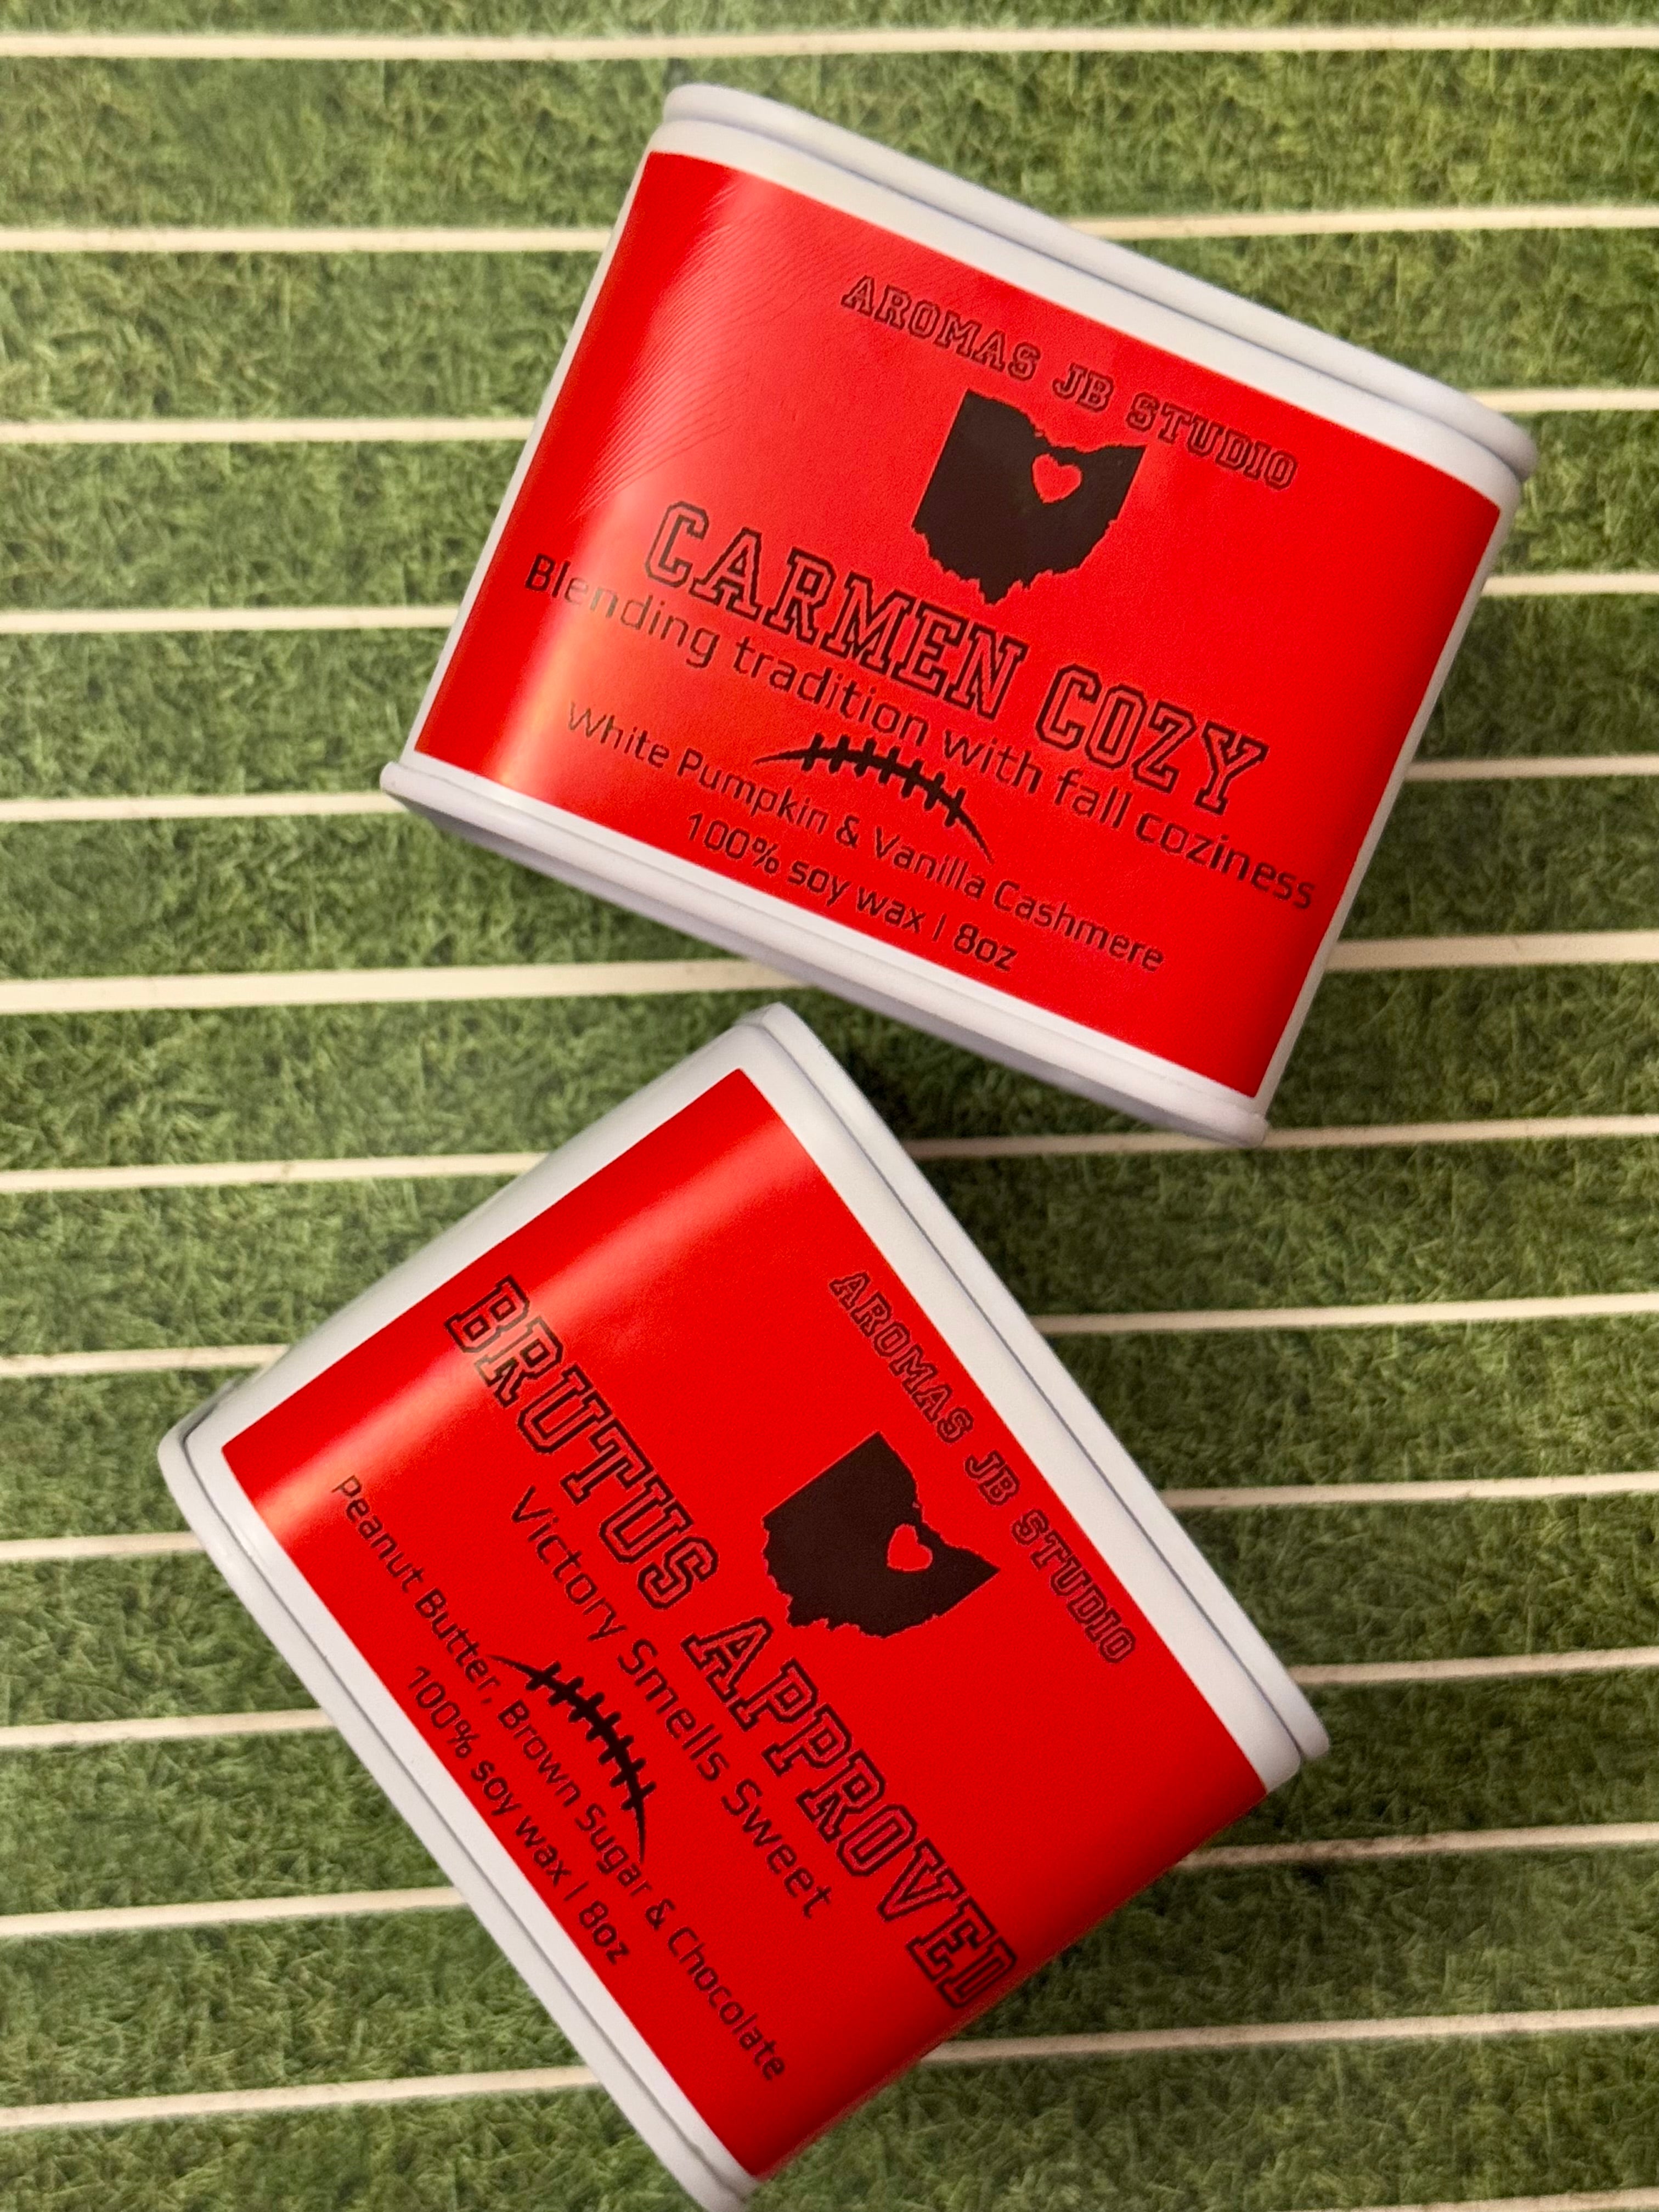 AROMAS JB STUDIO
CARMEN COZY
Blending tradition with fall coziness
White Pumpkin & Vanilla Cashmere
100% soy wax | 8oz
AROMAS JB STUDIO
BRUTUS APPROVED
Victory Smells Sweet
Peanut Butter, Brown Sugar & Chocolate
100% soy wax | 8oz